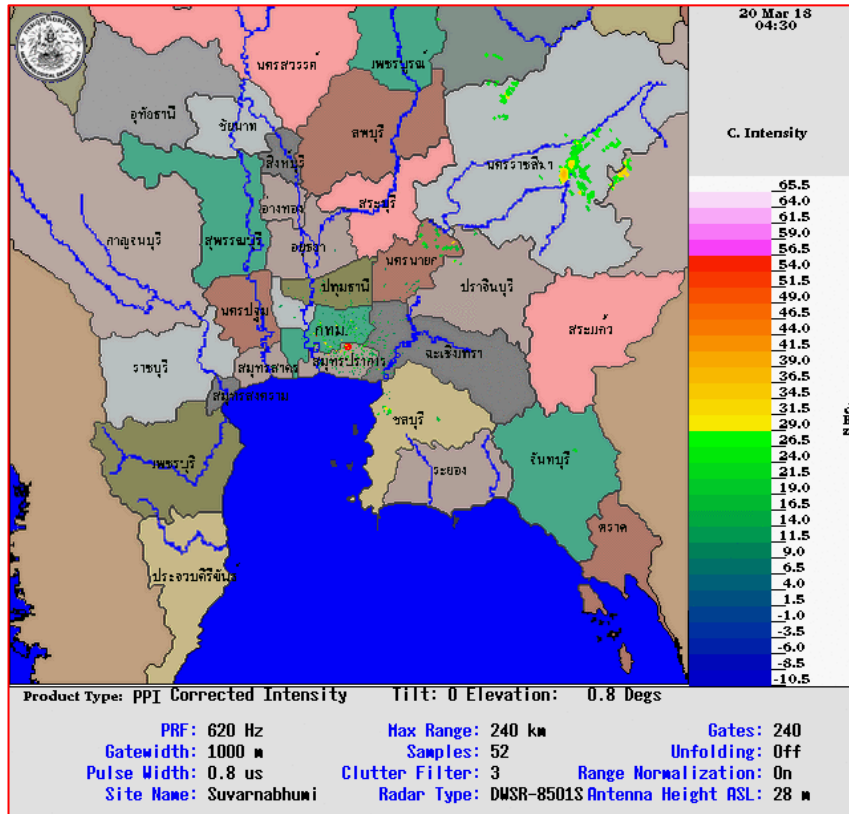 20 Mar 18
04:30
C. Intensity
นครสวรรค์
เพชรบูรณ์
อุทัยธานี
ชัยนาท
ลพบุรี
สิงห์บุรี
นครราชสีมา
อ่างทอง
สระบุรี
กาญจนบุรี
สุพรรณบุรี
อยุธยา
นครนายก
ปราจีนบุรี
ปทุมธานี
นครปฐม
กทม.
สระแก้ว
ฉะเชิงเทรา
ราชบุรี
สมุทรสาคร
สมุทรปราการ
สมุทรสงคราม
ชลบุรี
เพชรบุรี
ระยอง
จันทบุรี
ตราด
ประจวบคีรีขันธ์
65.5
64.0
61.5
59.0
56.5
54.0
51.5
49.0
46.5
44.0
41.5
39.0
36.5
34.5
31.5
29.0
26.5
24.0
21.5
19.0
16.5
14.0
11.5
9.0
6.5
4.0
1.5
-1.0
-3.5
-6.0
-8.5
-10.5
Product Type: PPI Corrected Intensity Tilt: 0 Elevation: 0.8 Degs
PRF: 620 Hz Max Range: 240 km Gates: 240
Gatewidth: 1000 m Samples: 52 Unfolding: Off
Pulse Width: 0.8 us Clutter Filter: 3 Range Normalization: On
Site Name: Suvarnabhumi Radar Type: DWSR-8501S Antenna Height ASL: 28 m